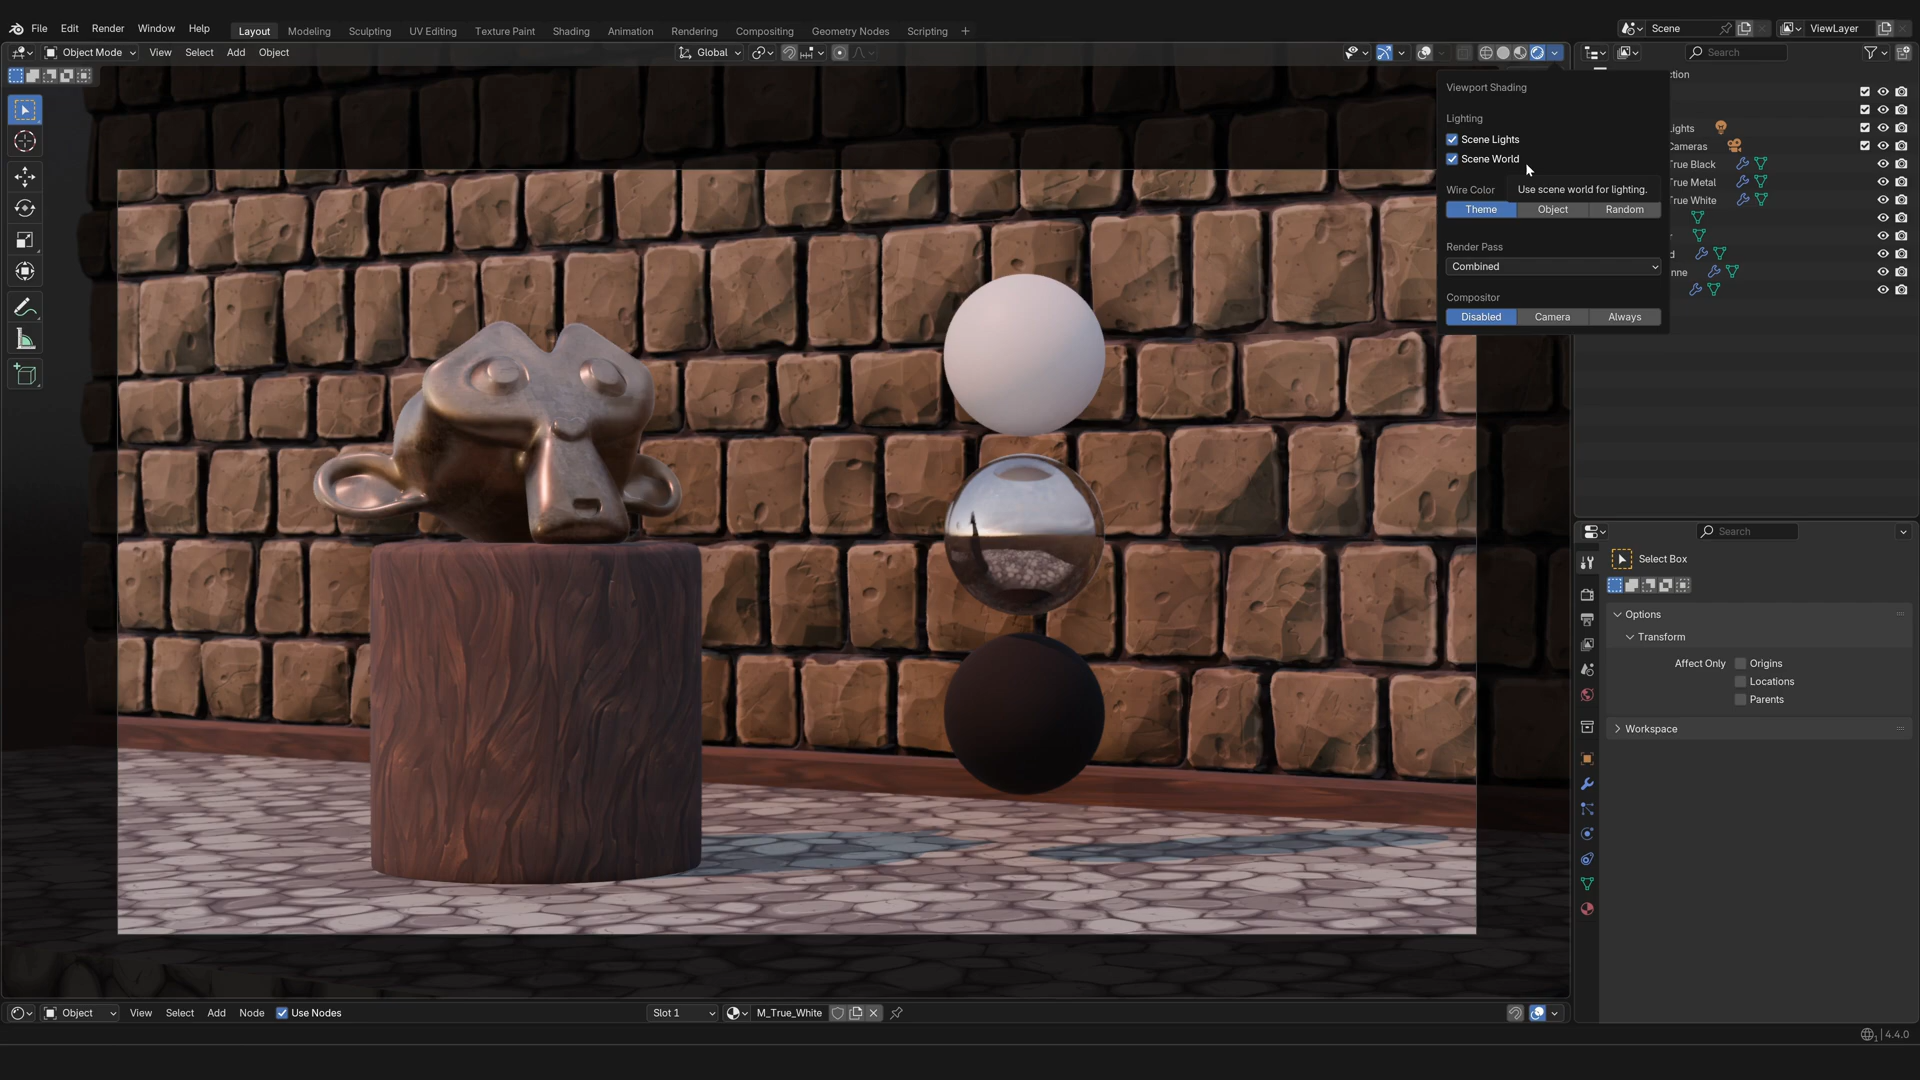 File Edit Render Window Help Layout Modeling Sculpting UV Editing Texture Paint Shading Animation Rendering Compositing Geometry Nodes Scripting + Scene ViewLayer
Object Mode View Select Add Object Global Search
Viewport Shading
Lighting
Scene Lights
Scene World
Use scene world for lighting.
Wire Color
Theme Object Random
Render Pass
Combined
Compositor
Disabled Camera Always
ction
Lights
Cameras
True Black
True Metal
True White
r
d
nne
Search
Select Box
Options
Transform
Affect Only Origins
Locations
Parents
Workspace
Object View Select Add Node Use Nodes Slot 1 M_True_White
1 4.4.0